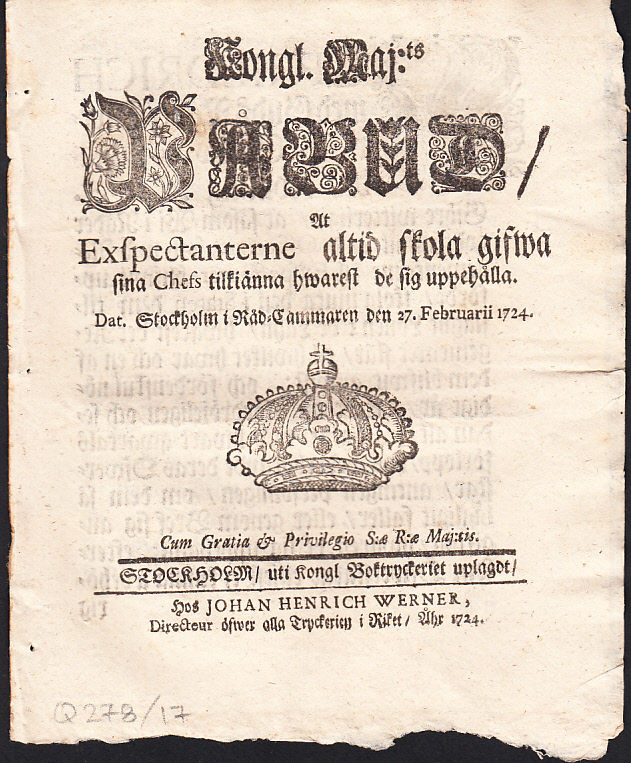 Kongl. Maj:ts
PÅBUD/
At
Exspectanterne altid skola gifwa
sina Chefs tilkiänna hwarest de sig uppehålla.
Dat. Stockholm i Råd-Cammaren den 27. Februarii 1724.
Cum Gratia & Privilegio S:æ R:æ Maj:tis.
STOCKHOLM/ uti Kongl Boktryckeriet uplagdt/
Hos JOHAN HENRICH WERNER,
Directeur öfwer alla Tryckerien i Riket/ Åhr 1724.
Q278/17